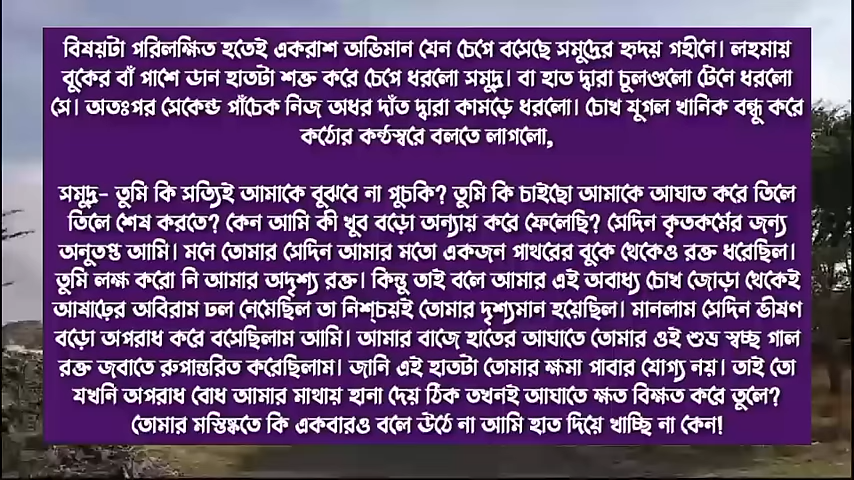 বিষয়টা পরিলক্ষিত হতেই একরাশ অভিমান যেন চেপে বসেছে সমুদ্রের হৃদয় গহীনে। লহমায়
বুকের বাঁ পাশে ডান হাতটা শক্ত করে চেপে ধরলো সমুদ্র। বা হাত দ্বারা চুলগুলো টেনে ধরলো
সে। অতঃপর সেকেন্ড পাঁচেক নিজ অধর দাঁত দ্বারা কামড়ে ধরলো। চোখ যুগল খানিক বন্ধু করে
কঠোর কন্ঠস্বরে বলতে লাগলো,
সমুদ্র- তুমি কি সত্যিই আমাকে বুঝবে না পুচকি? তুমি কি চাইছো আমাকে আঘাত করে তিলে
তিলে শেষ করতে? কেন আমি কী খুব বড়ো অন্যায় করে ফেলেছি? সেদিন কৃতকর্মের জন্য
অনুতপ্ত আমি। মনে তোমার সেদিন আমার মতো একজন পাথরের বুকে থেকেও রক্ত ধরেছিল।
তুমি লক্ষ করো নি আমার অদৃশ্য রক্ত। কিন্তু তাই বলে আমার এই অবাধ্য চোখ জোড়া থেকেই
আষাঢ়ের অবিরাম ঢল নেমেছিল তা নিশ্চয়ই তোমার দৃশ্যমান হয়েছিল। মানলাম সেদিন ভীষণ
বড়ো অপরাধ করে বসেছিলাম আমি। আমার বাজে হাতের আঘাতে তোমার ওই শুভ্র স্বচ্ছ গাল
রক্ত জবাতে রুপান্তরিত করেছিলাম। জানি এই হাতটা তোমার ক্ষমা পাবার যোগ্য নয়। তাই তো
যখনি অপরাধ বোধ আমার মাথায় হানা দেয় ঠিক তখনই আঘাতে ক্ষত বিক্ষত করে তুলে?
তোমার মস্তিষ্কতে কি একবারও বলে উঠে না আমি হাত দিয়ে খাচ্ছি না কেন!